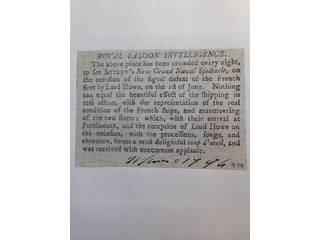 ROYAL SALOON INTELLIGENCE.
The above place has been crowded every night,
to see ASTLEY's New Grand Naval Spectacle, on
the occasion of the signal defeat of the French
fleet by Lord Howe, on the 1st of June. Nothing
can equal the beautiful effect of the shipping in
real action, with the representation of the real
condition of the French ships, and manœuvering
of the two fleets; which, with their arrival at
Portsmouth, and the reception of Lord Howe on
the occasion, with the processions, songs, and
chorusses, forms a most delightful coup d'œuil, and
was received with uncommon applause.